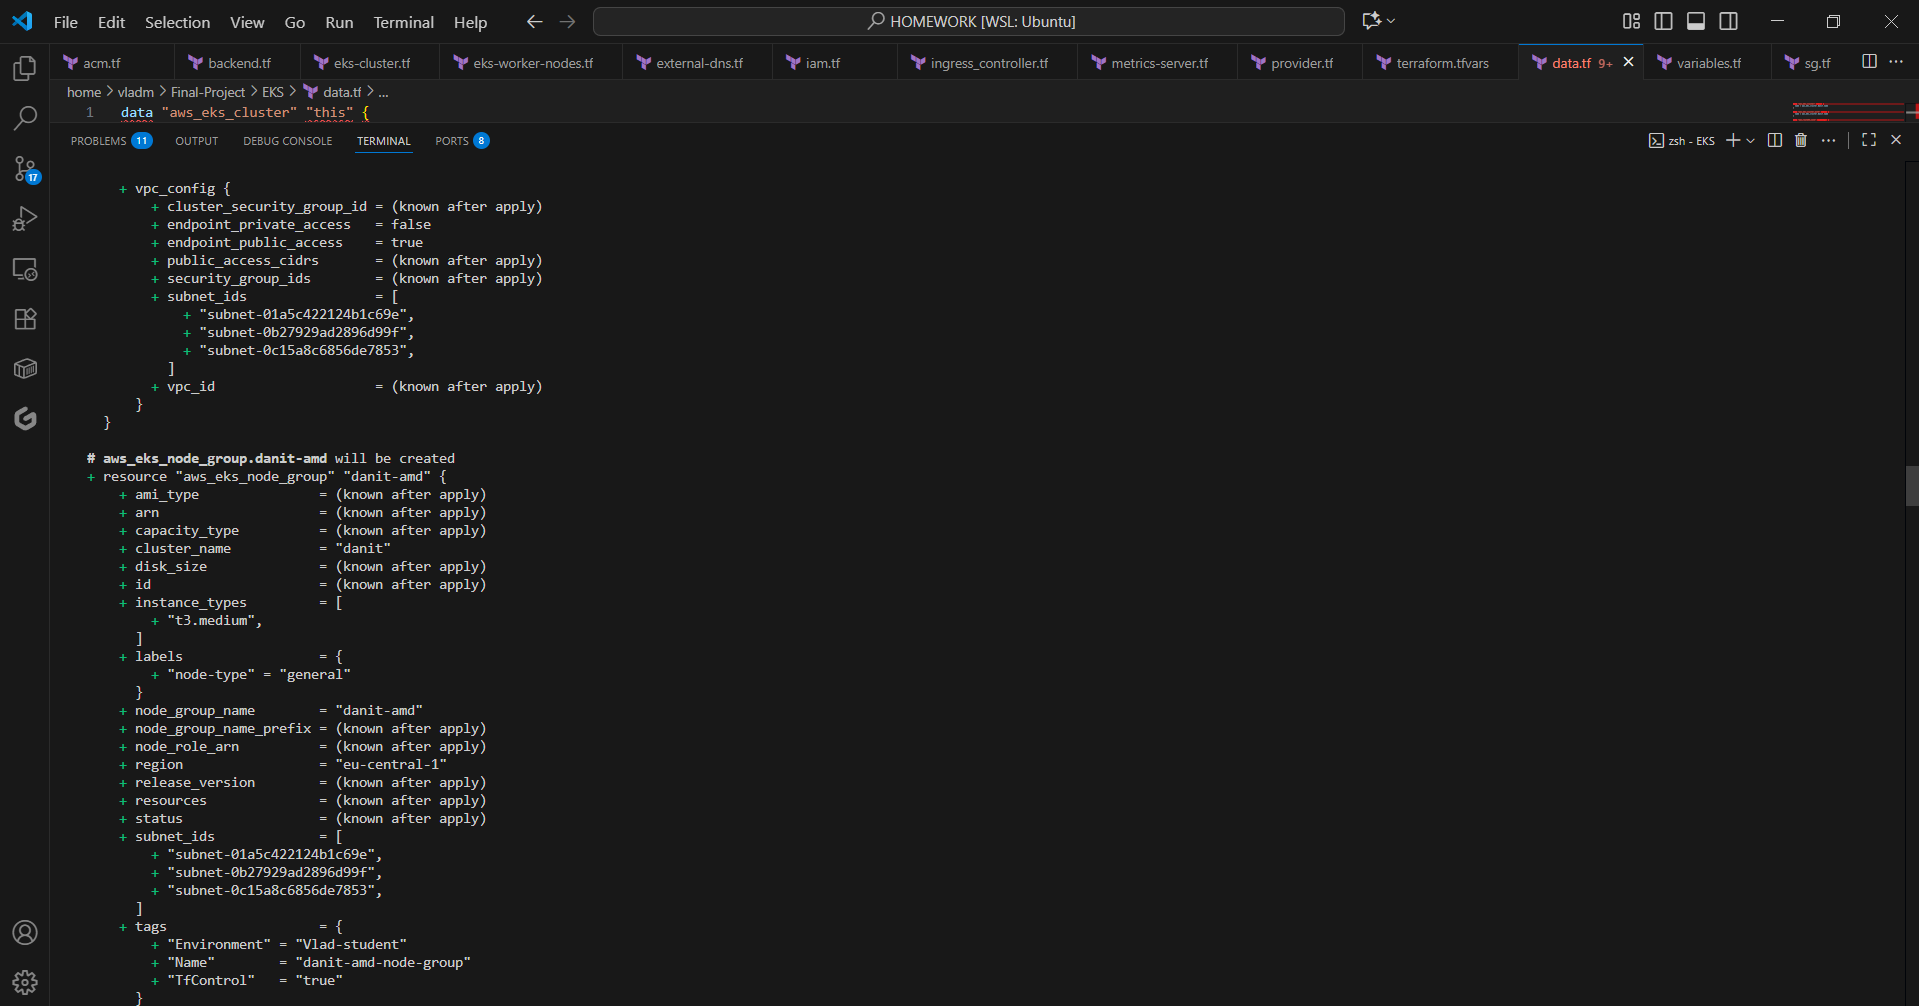 File Edit Selection View Go Run Terminal Help HOMEWORK [WSL: Ubuntu]
acm.tf backend.tf eks-cluster.tf eks-worker-nodes.tf external-dns.tf iam.tf ingress_controller.tf metrics-server.tf provider.tf terraform.tfvars data.tf 9+ variables.tf sg.tf
home > vladm > Final-Project > EKS > data.tf > ...
1 data "aws_eks_cluster" "this" {
PROBLEMS 11 OUTPUT DEBUG CONSOLE TERMINAL PORTS 8 zsh - EKS
17
+ vpc_config {
+ cluster_security_group_id = (known after apply)
+ endpoint_private_access = false
+ endpoint_public_access = true
+ public_access_cidrs = (known after apply)
+ security_group_ids = (known after apply)
+ subnet_ids = [
+ "subnet-01a5c422124b1c69e",
+ "subnet-0b27929ad2896d99f",
+ "subnet-0c15a8c6856de7853",
]
+ vpc_id = (known after apply)
}
}
# aws_eks_node_group.danit-amd will be created
+ resource "aws_eks_node_group" "danit-amd" {
+ ami_type = (known after apply)
+ arn = (known after apply)
+ capacity_type = (known after apply)
+ cluster_name = "danit"
+ disk_size = (known after apply)
+ id = (known after apply)
+ instance_types = [
+ "t3.medium",
]
+ labels = {
+ "node-type" = "general"
}
+ node_group_name = "danit-amd"
+ node_group_name_prefix = (known after apply)
+ node_role_arn = (known after apply)
+ region = "eu-central-1"
+ release_version = (known after apply)
+ resources = (known after apply)
+ status = (known after apply)
+ subnet_ids = [
+ "subnet-01a5c422124b1c69e",
+ "subnet-0b27929ad2896d99f",
+ "subnet-0c15a8c6856de7853",
]
+ tags = {
+ "Environment" = "Vlad-student"
+ "Name" = "danit-amd-node-group"
+ "TfControl" = "true"
}